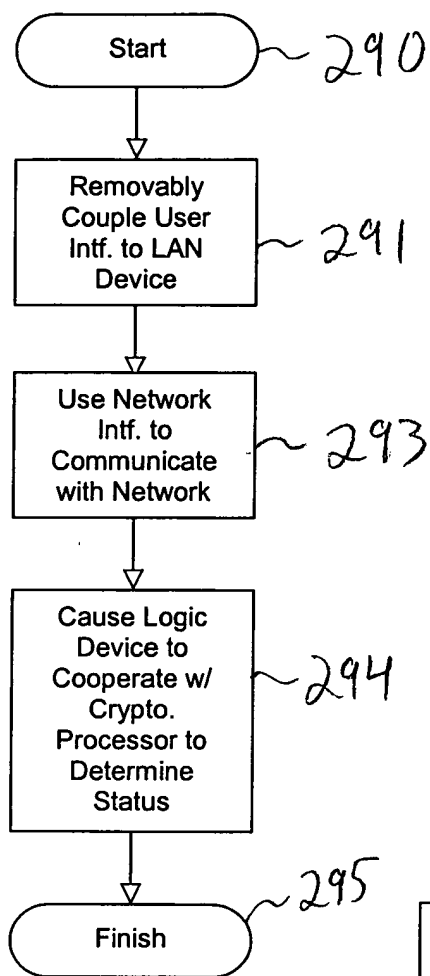 Start
290
Removably
Couple User
Intf. to LAN
Device
291
Use Network
Intf. to
Communicate
with Network
293
Cause Logic
Device to
Cooperate w/
Crypto.
Processor to
Determine
Status
294
Finish
295